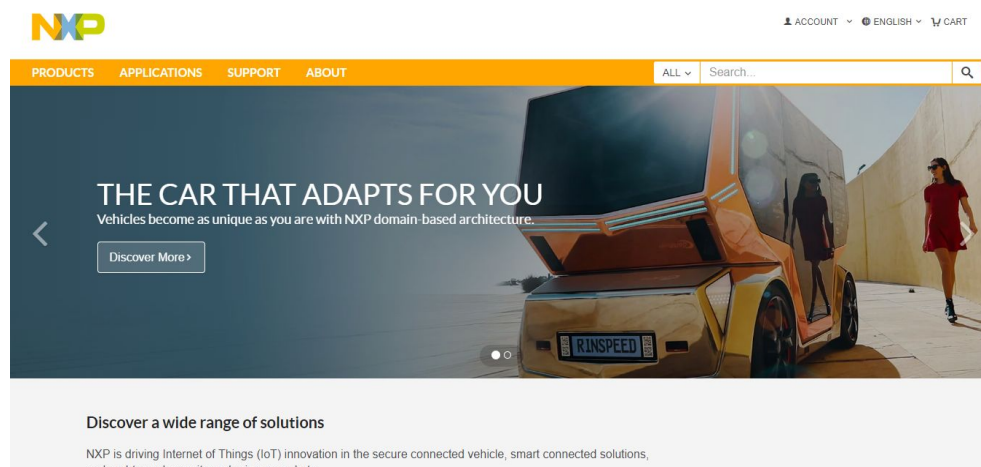 NXP
ACCOUNT ENGLISH CART
PRODUCTS APPLICATIONS SUPPORT ABOUT ALL Search...
THE CAR THAT ADAPTS FOR YOU
Vehicles become as unique as you are with NXP domain-based architecture.
Discover More >
RINSPEED
Discover a wide range of solutions
NXP is driving Internet of Things (IoT) innovation in the secure connected vehicle, smart connected solutions,